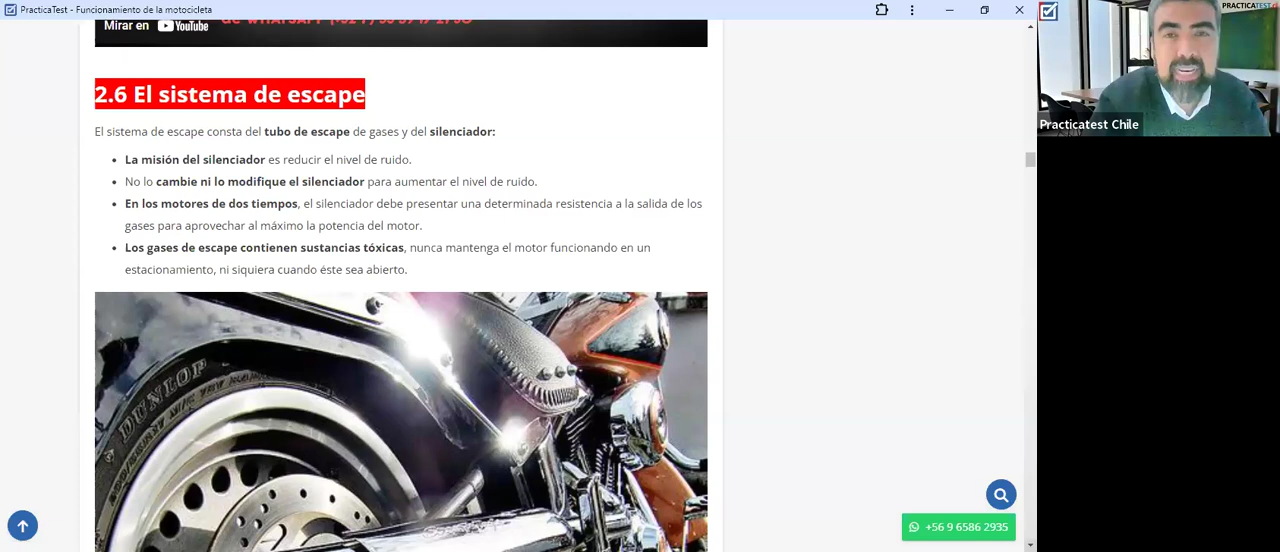 PracticaTest - Funcionamiento de la motocicleta
PRACTICATEST
Mirar en YouTube
2.6 El sistema de escape
Practicatest Chile
El sistema de escape consta del tubo de escape de gases y del silenciador:
• La misión del silenciador es reducir el nivel de ruido.
• No lo cambie ni lo modifique el silenciador para aumentar el nivel de ruido.
• En los motores de dos tiempos, el silenciador debe presentar una determinada resistencia a la salida de los
gases para aprovechar al máximo la potencia del motor.
• Los gases de escape contienen sustancias tóxicas, nunca mantenga el motor funcionando en un
estacionamiento, ni siquiera cuando éste sea abierto.
DUNLOP
+56 9 6586 2935